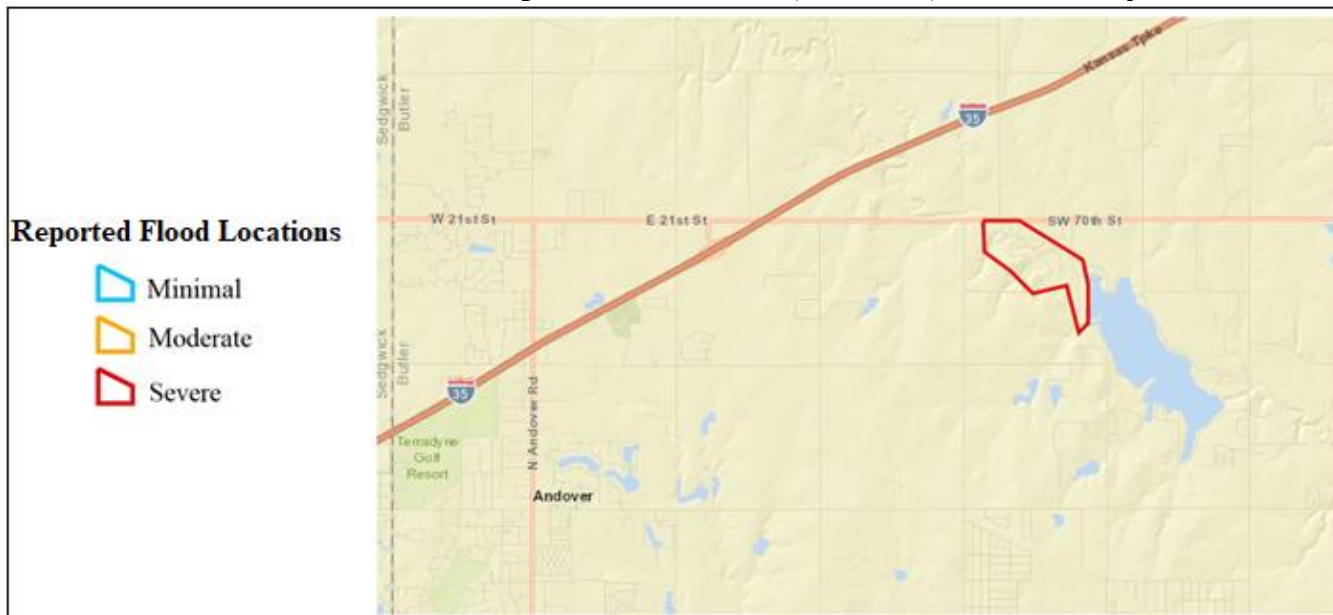 Reported Flood Locations
Minimal
Moderate
Severe
Sedgwick
Butler
Kansas Tpke
35
W 21st St
E 21st St
SW 70th St
Sedgwick
Butler
35
N Andover Rd
Terradyne
Golf
Resort
Andover